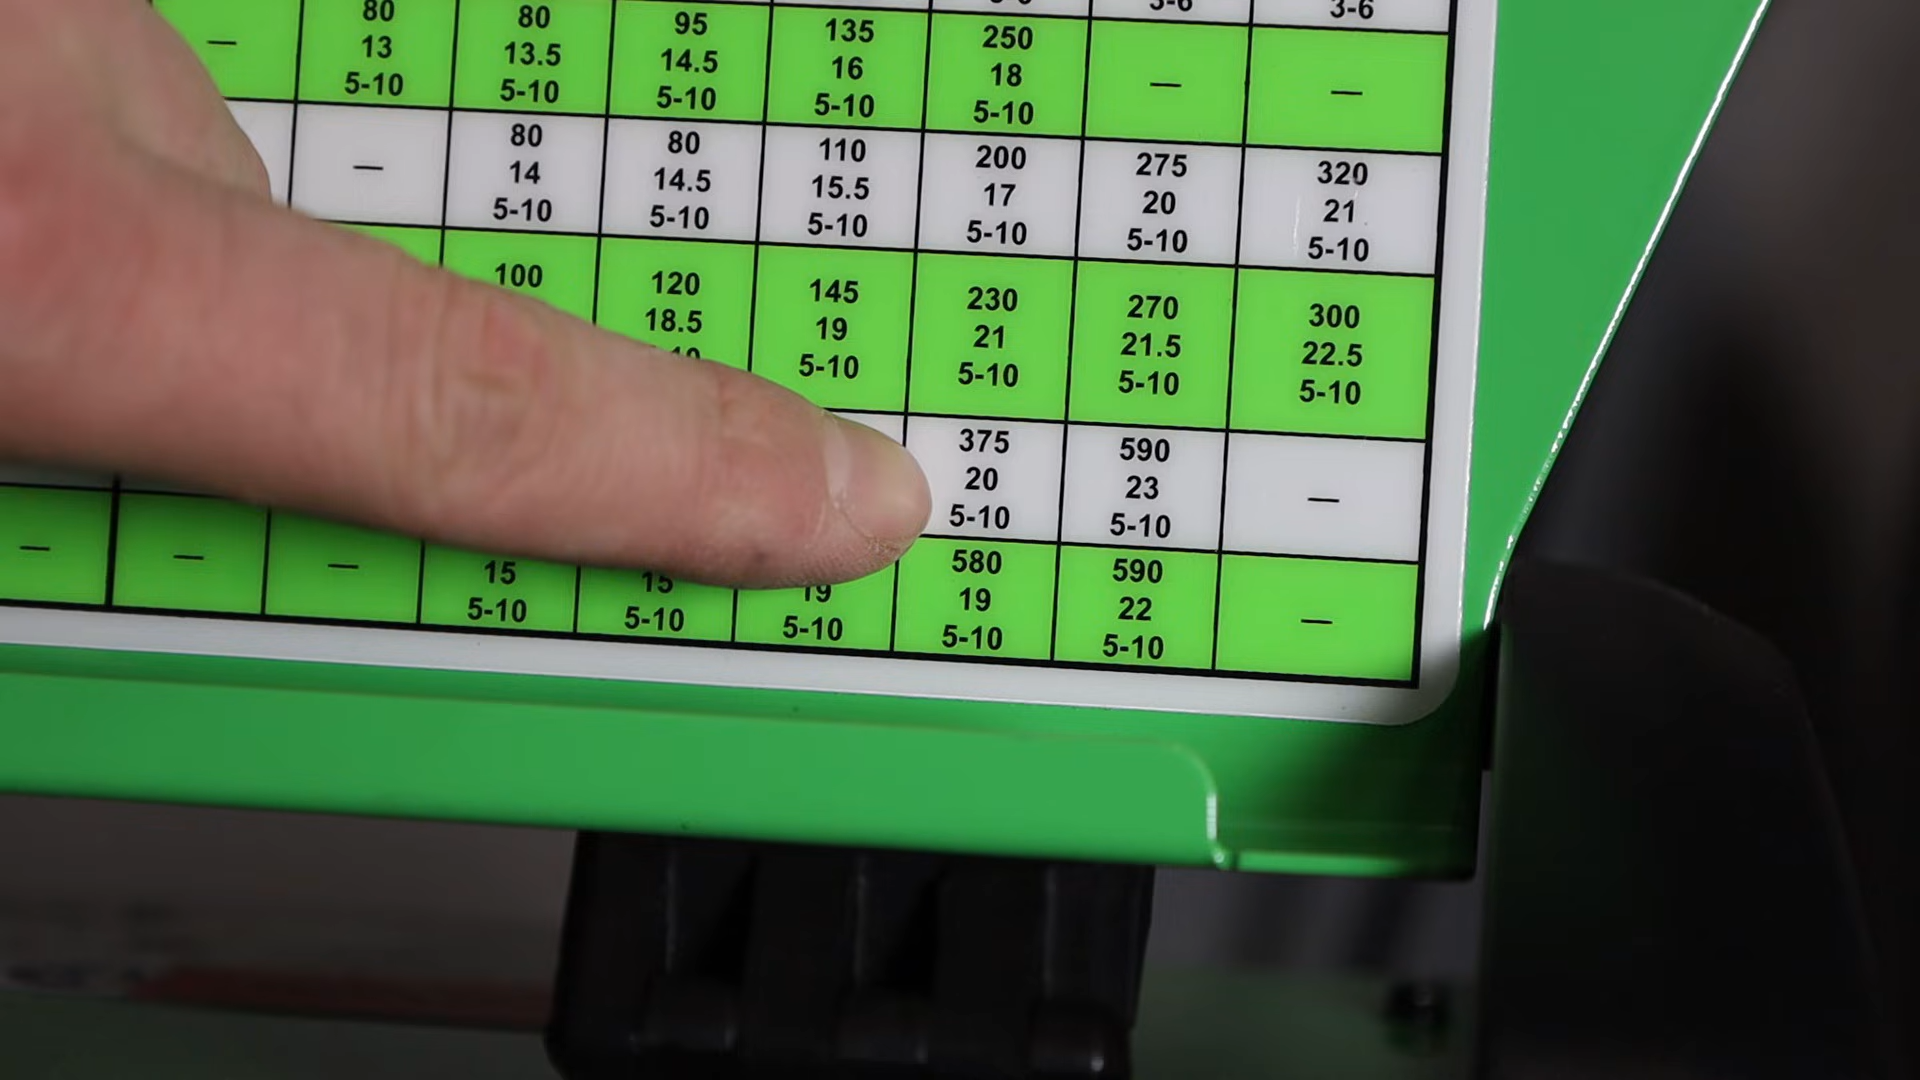 3-6 3-6
— 80 80 95 135 250 — —
13 13.5 14.5 16 18
5-10 5-10 5-10 5-10 5-10
— 80 80 110 200 275 320
14 14.5 15.5 17 20 21
5-10 5-10 5-10 5-10 5-10 5-10
100 120 145 230 270 300
18.5 19 21 21.5 22.5
5-10 5-10 5-10 5-10
375 590 —
20 23
5-10 5-10
— — — 580 590 —
15 15 19 19 22
5-10 5-10 5-10 5-10 5-10